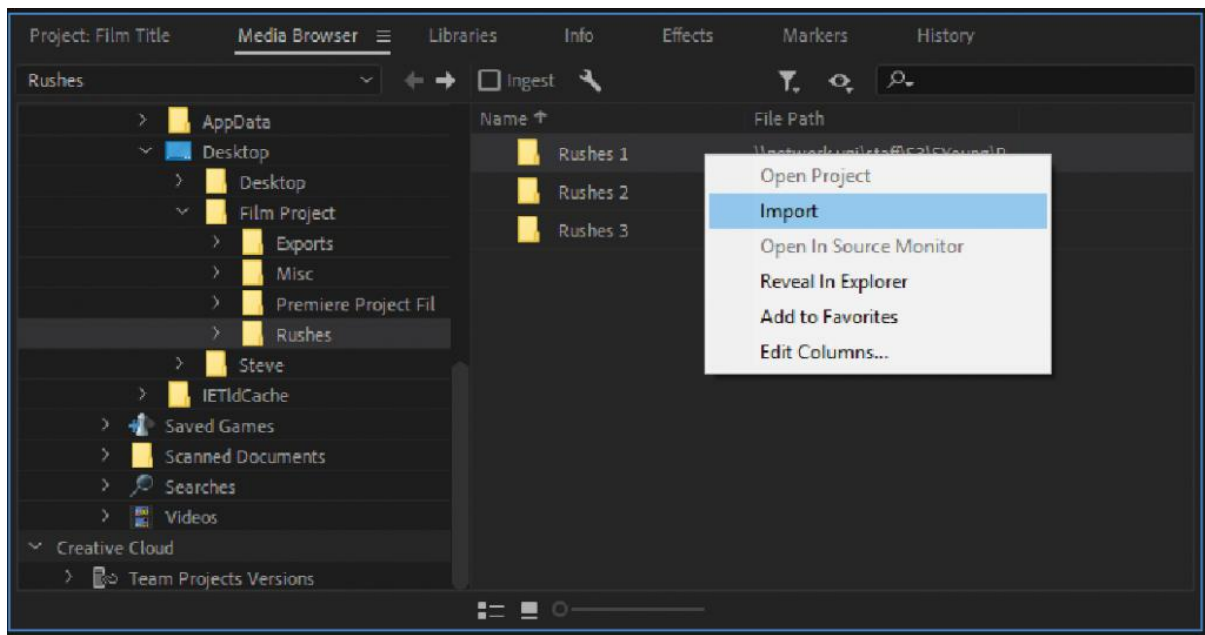 Project: Film Title Media Browser Libraries Info Effects Markers History
Rushes Ingest
AppData
Desktop
Desktop
Film Project
Exports
Misc
Premiere Project Fil
Rushes
Steve
IETldCache
Saved Games
Scanned Documents
Searches
Videos
Creative Cloud
Team Projects Versions
Name File Path
Rushes 1
Rushes 2
Rushes 3
Open Project
Import
Open In Source Monitor
Reveal In Explorer
Add to Favorites
Edit Columns...